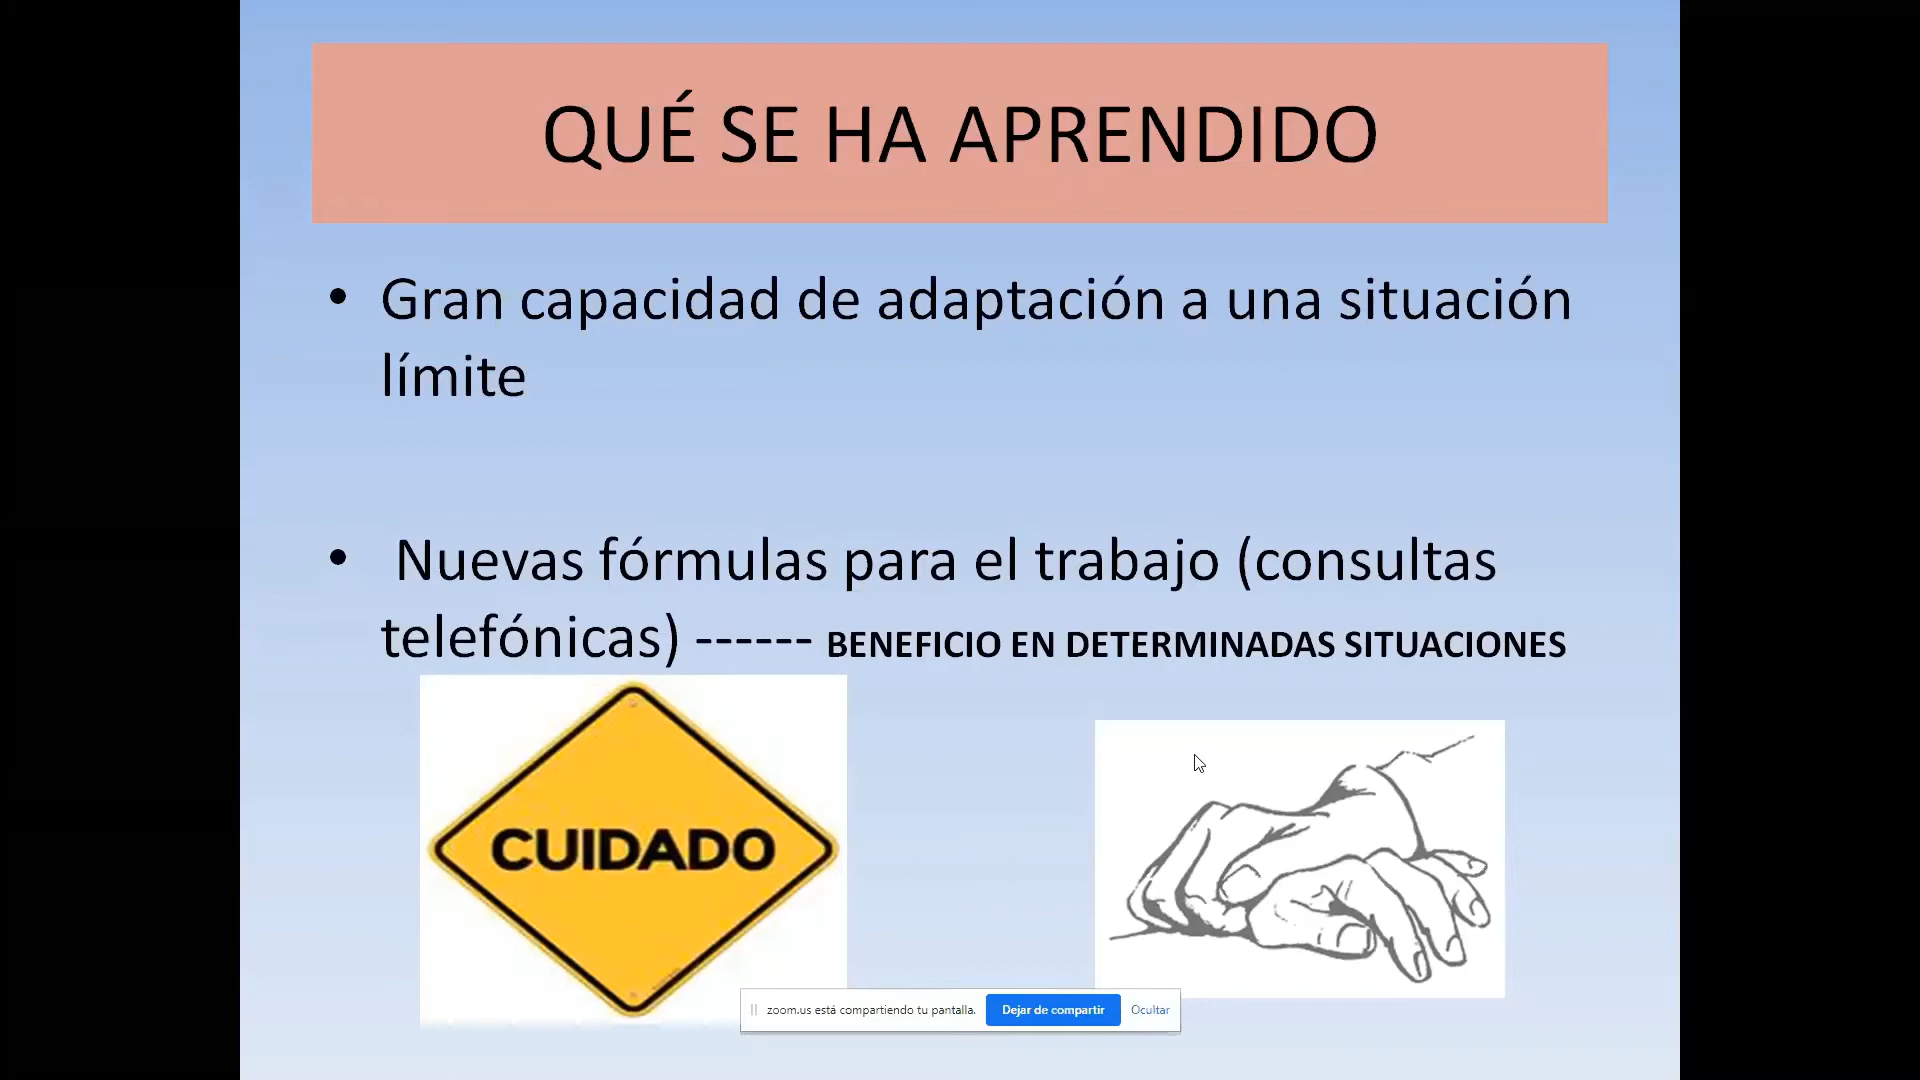 QUÉ SE HA APRENDIDO
• Gran capacidad de adaptación a una situación
límite
• Nuevas fórmulas para el trabajo (consultas
telefónicas) ------ BENEFICIO EN DETERMINADAS SITUACIONES
CUIDADO
zoom.us está compartiendo tu pantalla. Dejar de compartir Ocultar